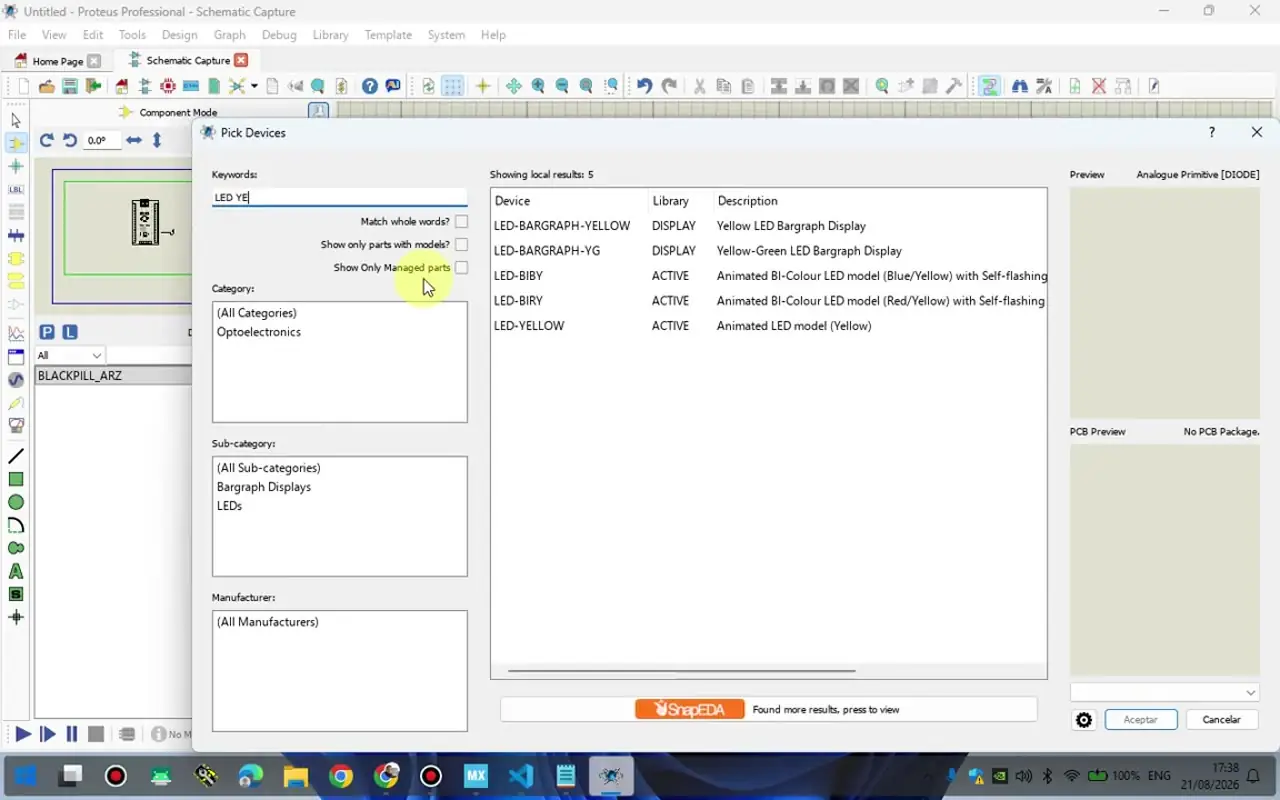 Untitled - Proteus Professional - Schematic Capture
File View Edit Tools Design Graph Debug Library Template System Help
Home Page
Schematic Capture
Component Mode
0.0°
LBL
P L
All
BLACKPILL_ARZ
A
S
No M
Pick Devices
?
Keywords:
LED YE
Match whole words?
Show only parts with models?
Show Only Managed parts
Category:
(All Categories)
Optoelectronics
Sub-category:
(All Sub-categories)
Bargraph Displays
LEDs
Manufacturer:
(All Manufacturers)
Showing local results: 5
Device Library Description
LED-BARGRAPH-YELLOW DISPLAY Yellow LED Bargraph Display
LED-BARGRAPH-YG DISPLAY Yellow-Green LED Bargraph Display
LED-BIBY ACTIVE Animated BI-Colour LED model (Blue/Yellow) with Self-flashing
LED-BIRY ACTIVE Animated BI-Colour LED model (Red/Yellow) with Self-flashing
LED-YELLOW ACTIVE Animated LED model (Yellow)
SnapEDA Found more results, press to view
Preview Analogue Primitive [DIODE]
PCB Preview No PCB Package.
Aceptar Cancelar
MX
100% ENG
17:38
21/08/2026